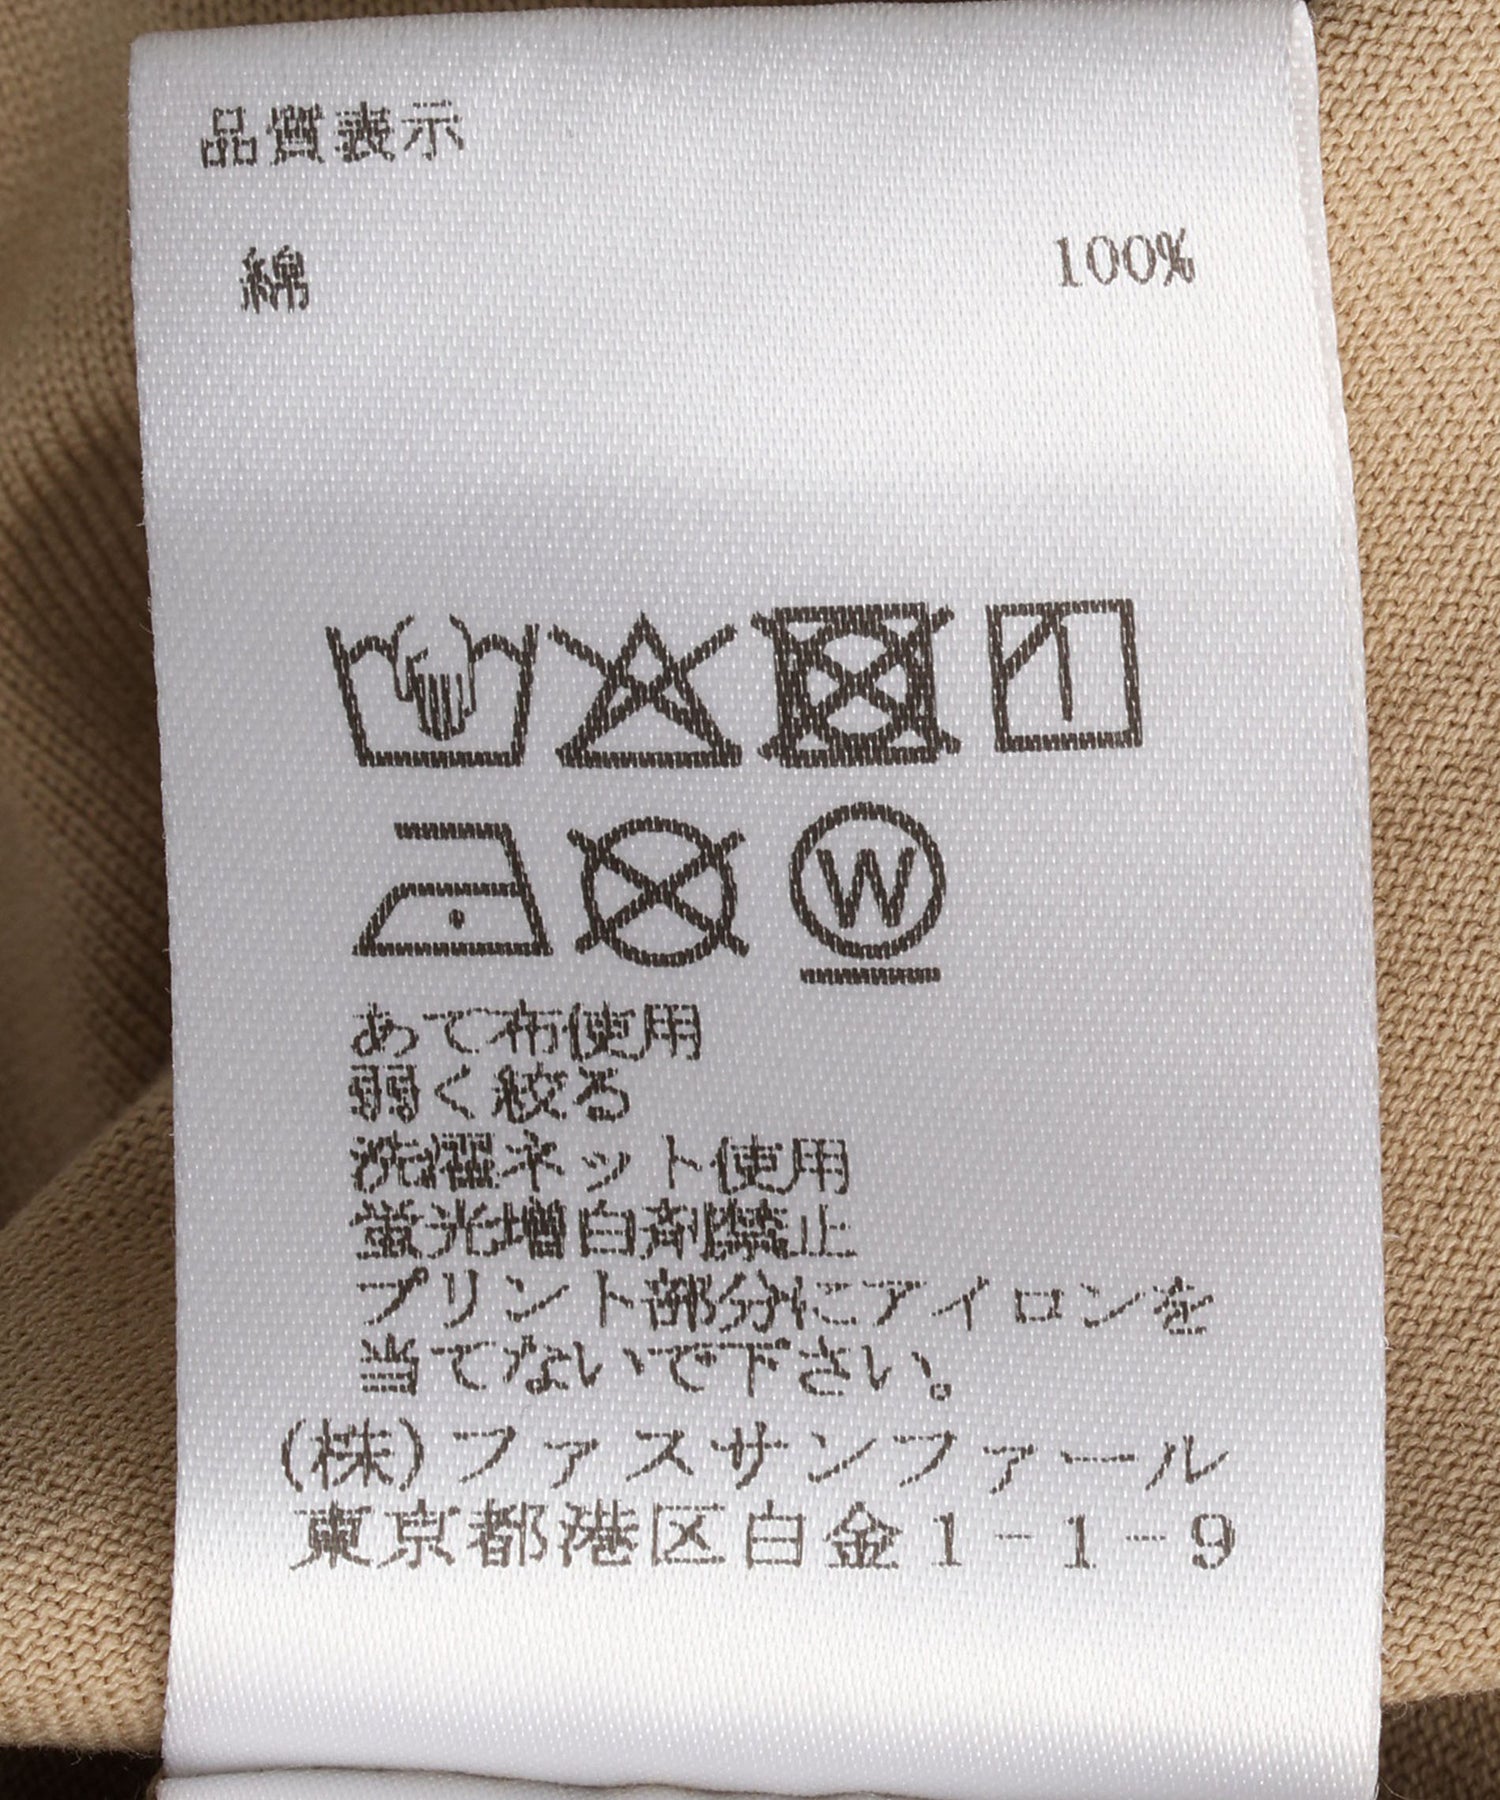 品質表示
綿 100%
W
あて布使用
弱く絞る
洗濯ネット使用
蛍光増白剤禁止
プリント部分にアイロンを
当てないで下さい。
(株)ファスサンファール
東京都港区白金1-1-9